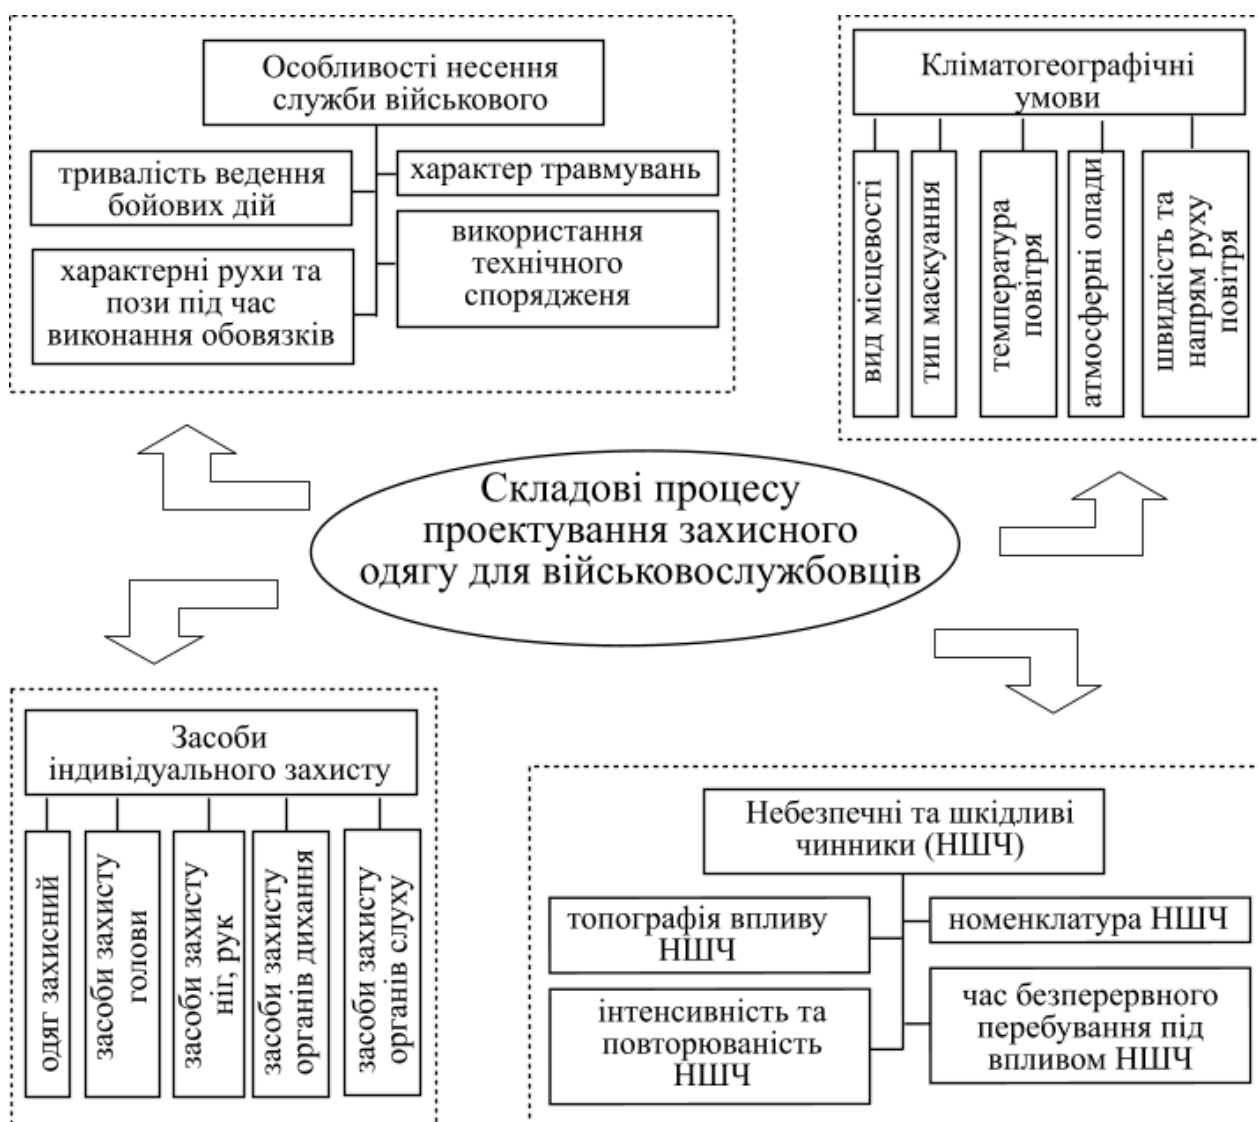 Особливості несення
служби військового
тривалість ведення
бойових дій
характер травмувань
характерні рухи та
пози під час
виконання обовязків
використання
технічного
спорядженя
Кліматогеографічні
умови
вид місцевості
тип маскуання
температура
повітря
атмосферні опади
швидкість та
напрям руху
повітря
Складові процесу
проектування захисного
одягу для військовослужбовців
Засоби
індивідуального захисту
одяг захисний
засоби захисту
голови
засоби захисту
ніг, рук
засоби захисту
органів дихання
засоби захисту
органів слуху
Небезпечні та шкідливі
чинники (НШЧ)
топографія впливу
НШЧ
номенклатура НШЧ
інтенсивність та
повторюваність
НШЧ
час безперервного
перебування під
впливом НШЧ